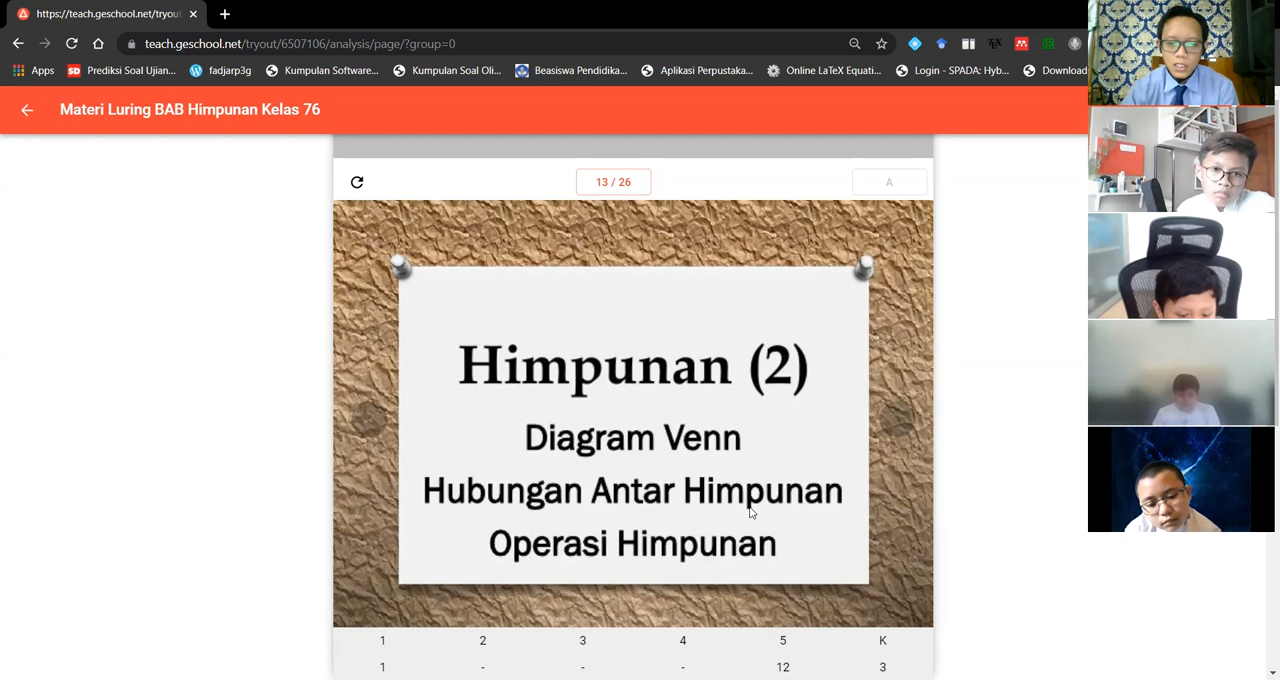 https://teach.geschool.net/tryout
https://teach.geschool.net/tryout/6507106/analysis/page/?group=0
Apps
SD Prediksi Soal Ujian...
fadjarp3g
Kumpulan Software...
Kumpulan Soal Oli...
Beasiswa Pendidika...
Aplikasi Perpustaka...
Online LaTeX Equati...
Login - SPADA: Hyb...
Download
Materi Luring BAB Himpunan Kelas 76
13 / 26
A
Himpunan (2)
Diagram Venn
Hubungan Antar Himpunan
Operasi Himpunan
1 2 3 4 5 K
1 - - - 12 3